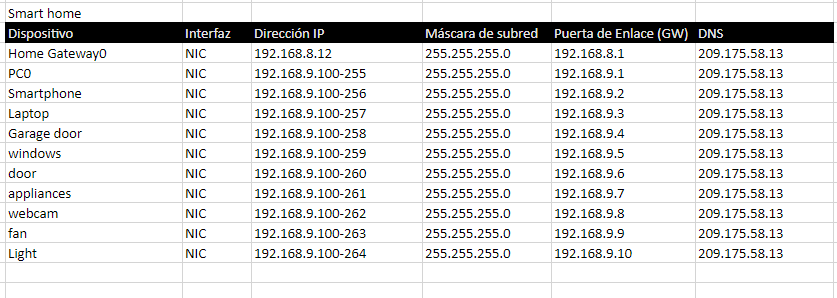 Smart home
Dispositivo Interfaz Dirección IP Máscara de subred Puerta de Enlace (GW) DNS
Home Gateway0 NIC 192.168.8.12 255.255.255.0 192.168.8.1 209.175.58.13
PC0 NIC 192.168.9.100-255 255.255.255.0 192.168.9.1 209.175.58.13
Smartphone NIC 192.168.9.100-256 255.255.255.0 192.168.9.2 209.175.58.13
Laptop NIC 192.168.9.100-257 255.255.255.0 192.168.9.3 209.175.58.13
Garage door NIC 192.168.9.100-258 255.255.255.0 192.168.9.4 209.175.58.13
windows NIC 192.168.9.100-259 255.255.255.0 192.168.9.5 209.175.58.13
door NIC 192.168.9.100-260 255.255.255.0 192.168.9.6 209.175.58.13
appliances NIC 192.168.9.100-261 255.255.255.0 192.168.9.7 209.175.58.13
webcam NIC 192.168.9.100-262 255.255.255.0 192.168.9.8 209.175.58.13
fan NIC 192.168.9.100-263 255.255.255.0 192.168.9.9 209.175.58.13
Light NIC 192.168.9.100-264 255.255.255.0 192.168.9.10 209.175.58.13